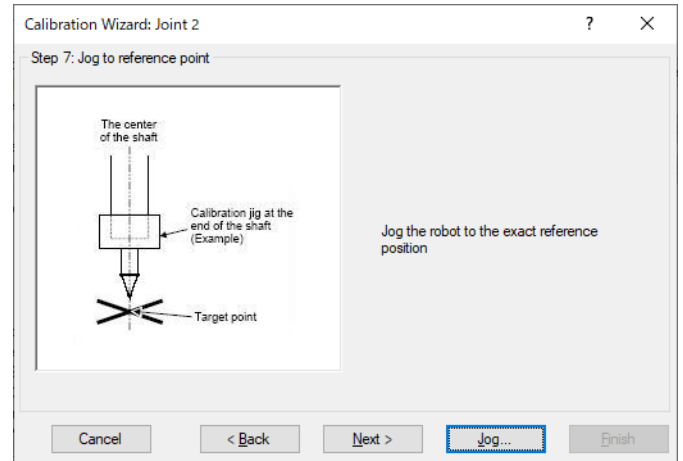 Calibration Wizard: Joint 2
?
Step 7: Jog to reference point
The center
of the shaft
Calibration jig at the
end of the shaft
(Example)
Target point
Jog the robot to the exact reference
position
Cancel
< Back
Next >
Jog...
Finish